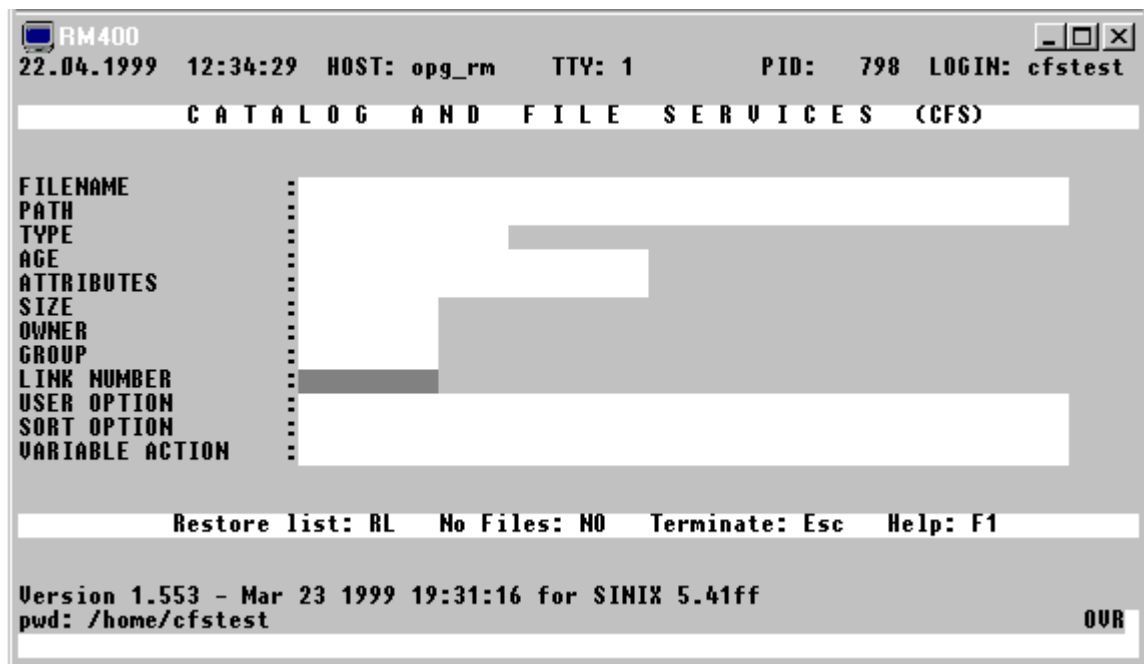 RM400
22.04.1999 12:34:29 HOST: opg_rm TTY: 1 PID: 798 LOGIN: cfstest
C A T A L O G A N D F I L E S E R V I C E S (CFS)
FILENAME :
PATH :
TYPE :
AGE :
ATTRIBUTES :
SIZE :
OWNER :
GROUP :
LINK NUMBER :
USER OPTION :
SORT OPTION :
VARIABLE ACTION :
Restore list: RL No Files: NO Terminate: Esc Help: F1
Version 1.553 - Mar 23 1999 19:31:16 for SINIX 5.41ff
pwd: /home/cfstest OVR